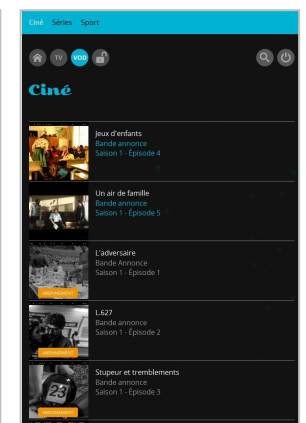 Ciné Séries Sport
TV VOD
Ciné
Jeux d'enfants
Bande annonce
Saison 1 - Épisode 4
Un air de famille
Bande annonce
Saison 1 - Épisode 5
L'adversaire
Bande Annonce
Saison 1 - Épisode 1
ABONNEMENT
L.627
Bande annonce
Saison 1 - Épisode 2
ABONNEMENT
Stupeur et tremblements
Bande annonce
Saison 1 - Épisode 3
23
ABONNEMENT